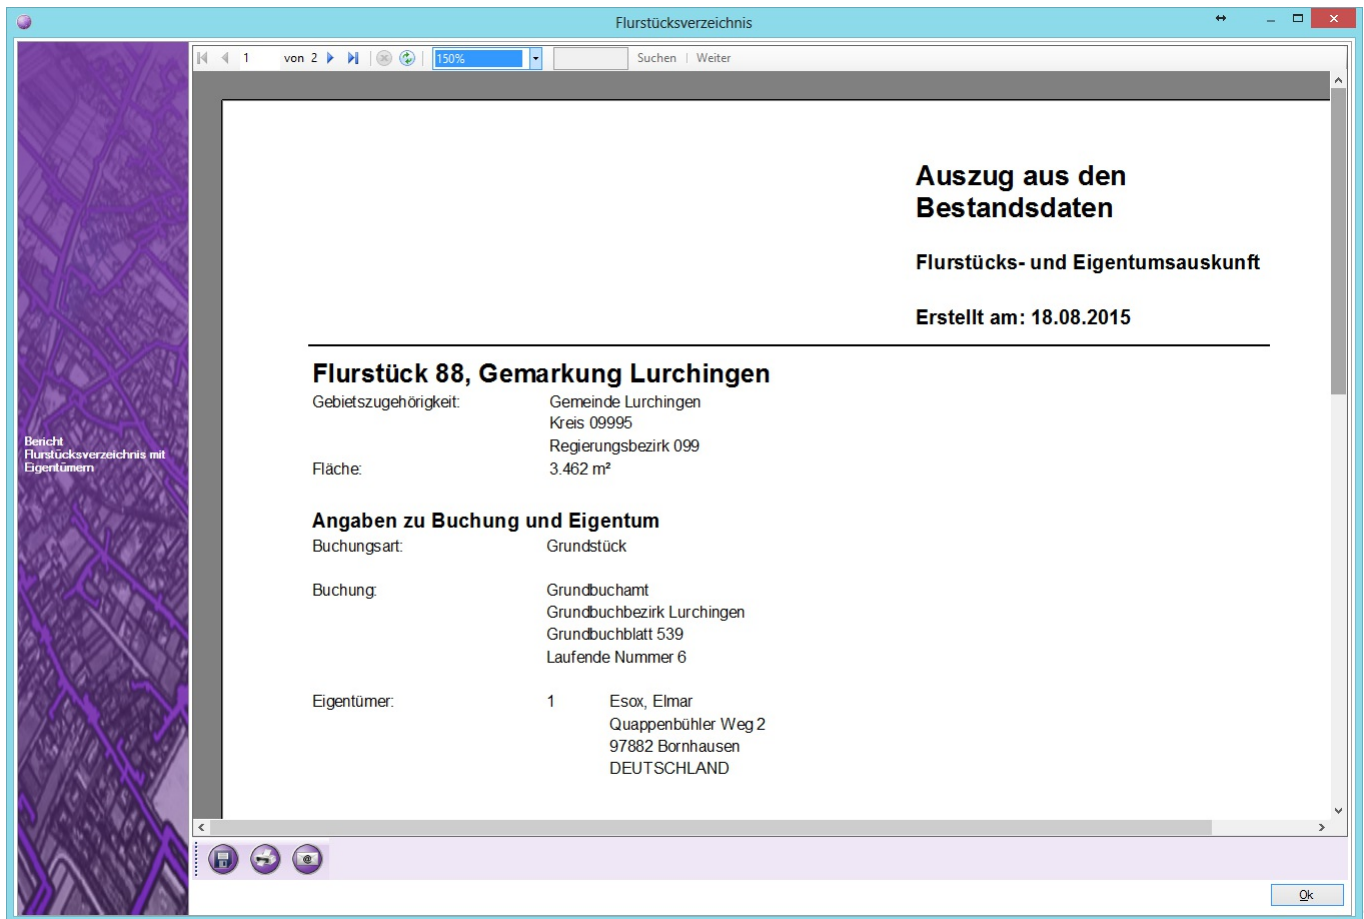 Flurstücksverzeichnis
1 von 2 150% Suchen | Weiter
Bericht
Flurstücksverzeichnis mit
Eigentümern
Auszug aus den
Bestandsdaten
Flurstücks- und Eigentumsauskunft
Erstellt am: 18.08.2015
Flurstück 88, Gemarkung Lurchingen
Gebietszugehörigkeit: Gemeinde Lurchingen
Kreis 09995
Regierungsbezirk 099
Fläche: 3.462 m²
Angaben zu Buchung und Eigentum
Buchungsart: Grundstück
Buchung: Grundbuchamt
Grundbuchbezirk Lurchingen
Grundbuchblatt 539
Laufende Nummer 6
Eigentümer: 1 Esox, Elmar
Quappenbühler Weg 2
97882 Bornhausen
DEUTSCHLAND
Ok